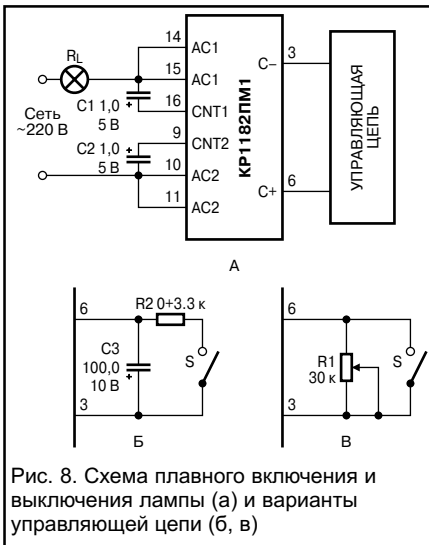 RL
Сеть
~220 В
C1 1,0
5 В
C2 1,0
5 В
14
15
16
9
10
11
AC1
AC1
CNT1
CNT2
AC2
AC2
КР1182ПМ1
C–
C+
3
6
УПРАВЛЯЮЩАЯ
ЦЕПЬ
А
6
R2 0+3.3 к
C3
100,0
10 В
S
3
Б
6
R1
30 к
S
3
В
Рис. 8. Схема плавного включения и
выключения лампы (а) и варианты
управляющей цепи (б, в)